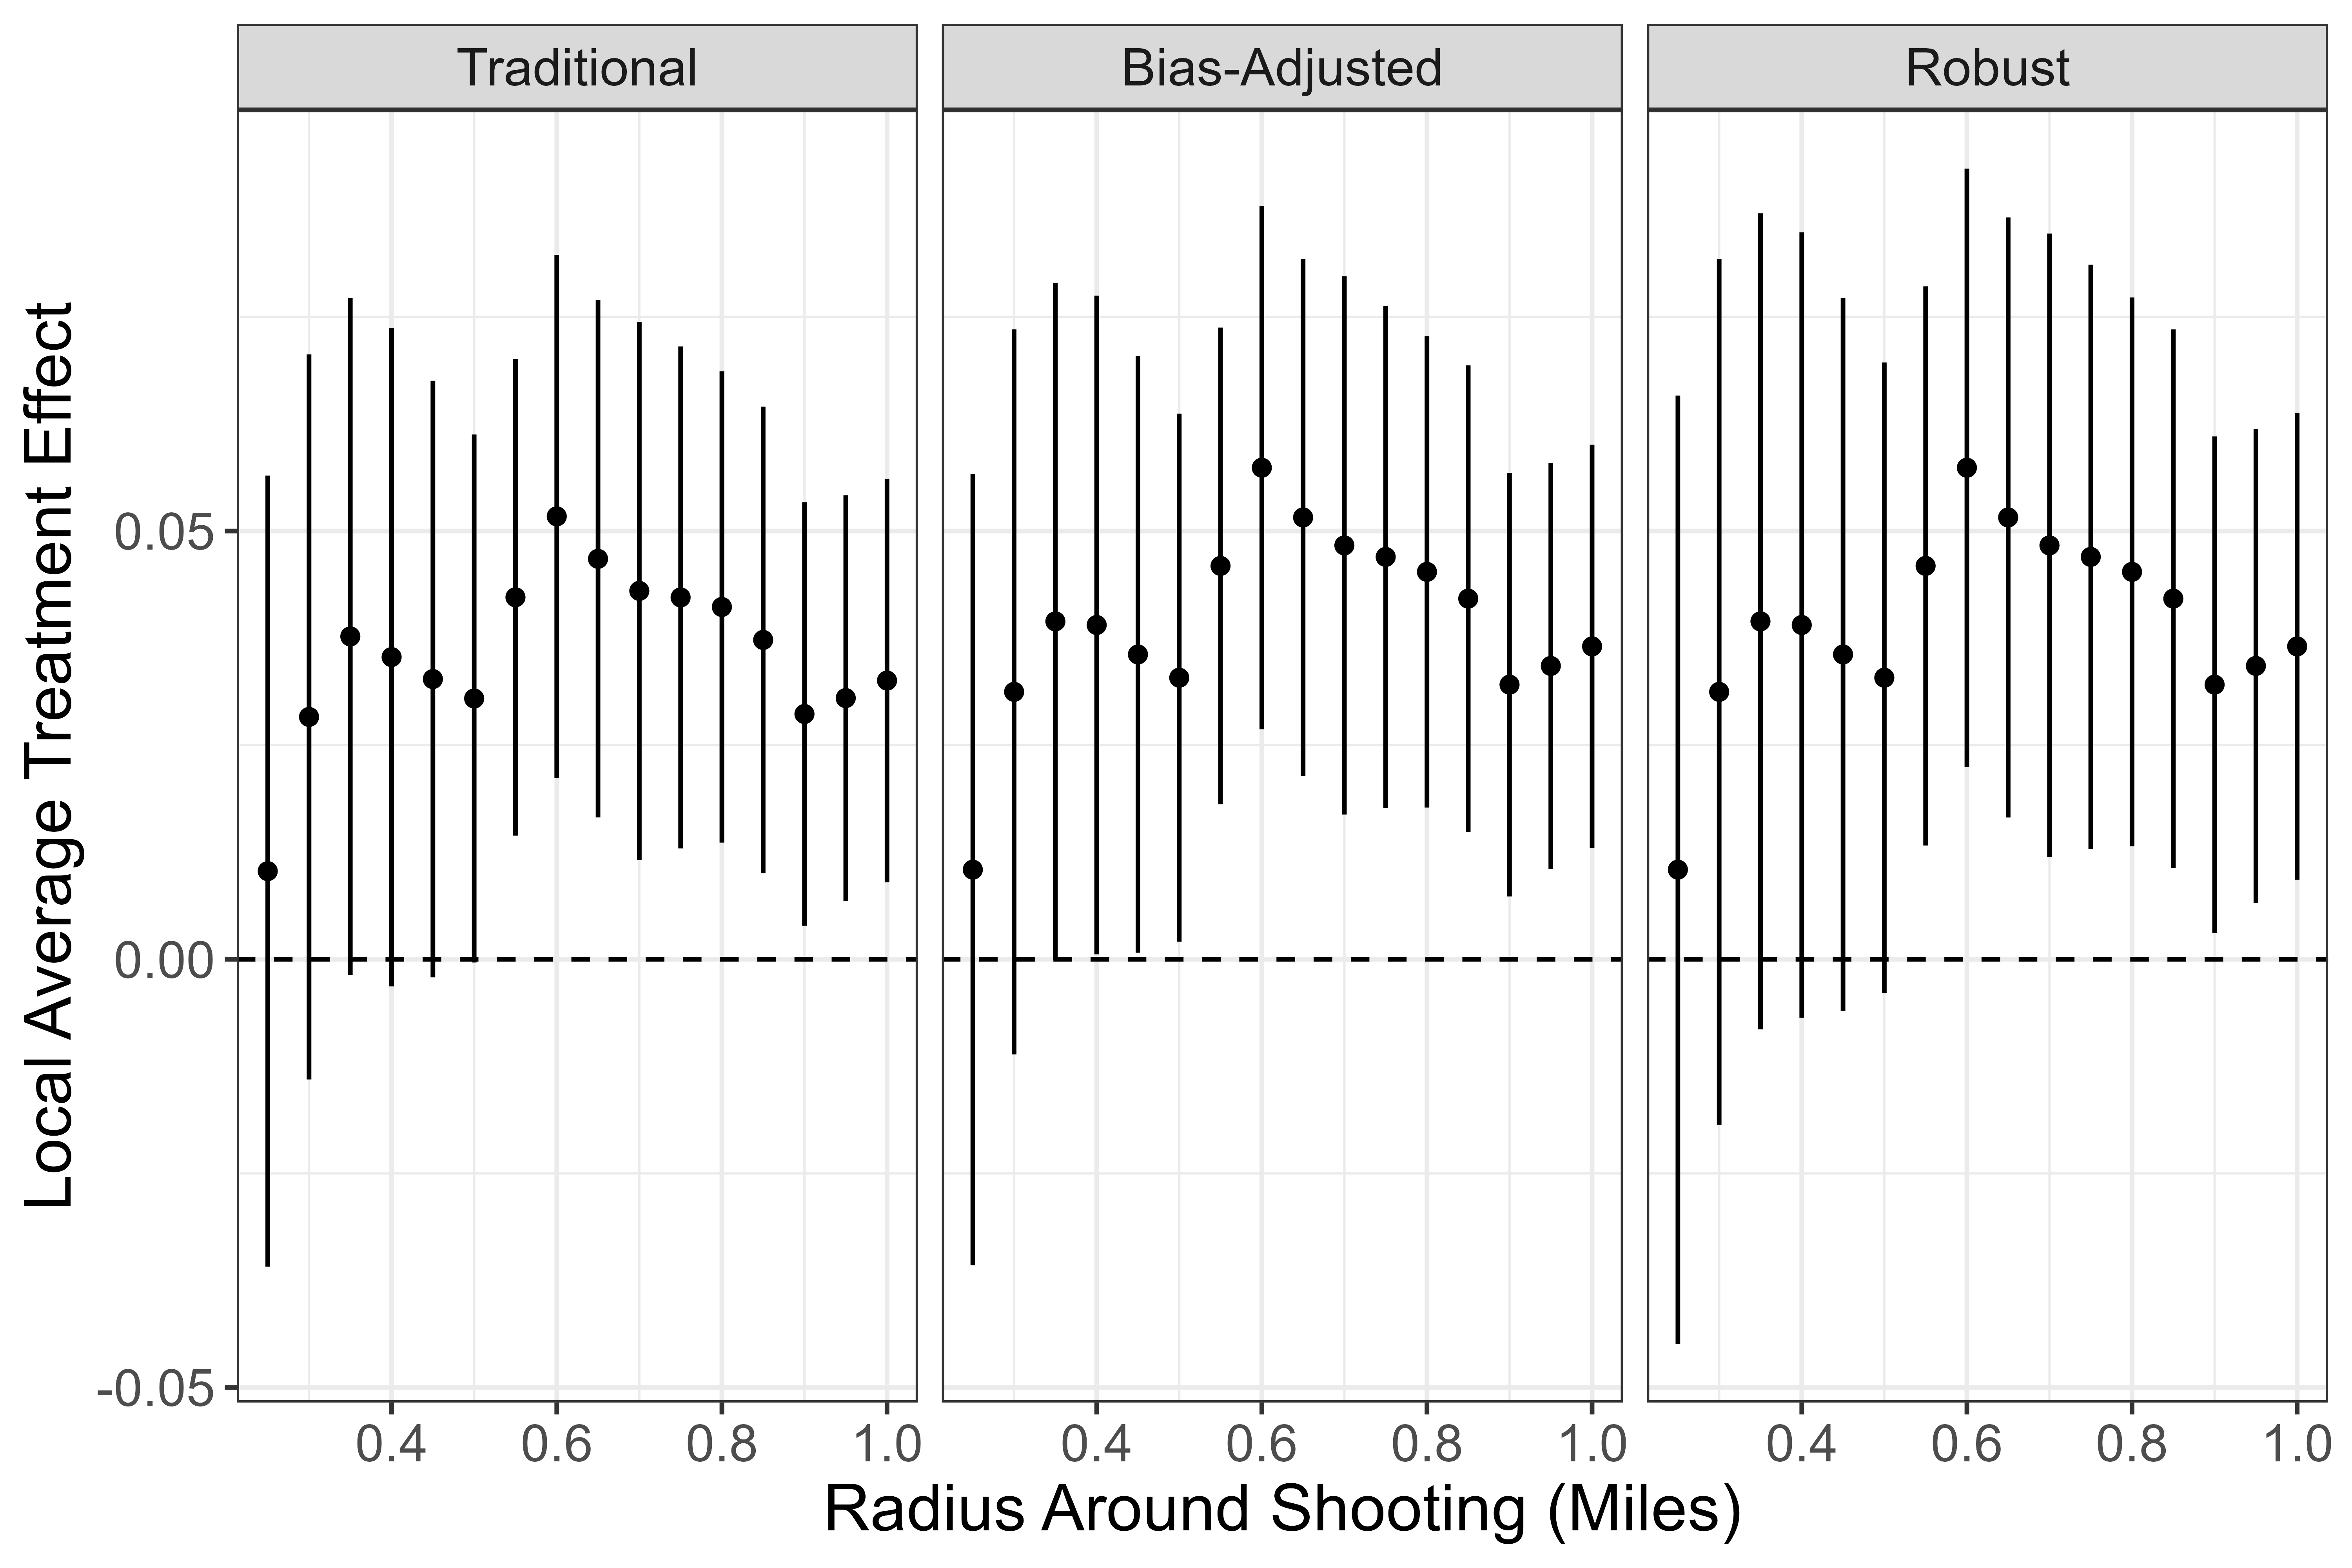 Traditional
Bias-Adjusted
Robust
Local Average Treatment Effect
0.05
0.00
-0.05
0.4 0.6 0.8 1.0
0.4 0.6 0.8 1.0
0.4 0.6 0.8 1.0
Radius Around Shooting (Miles)